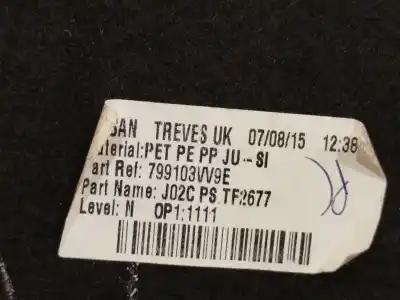 SAN TREVES UK 07/08/15 12:38
aterial:PET PE PP JU--SI
art Ref: 799103VV9E
Part Name: J02C PS TF2677
Level: N OP1:1111